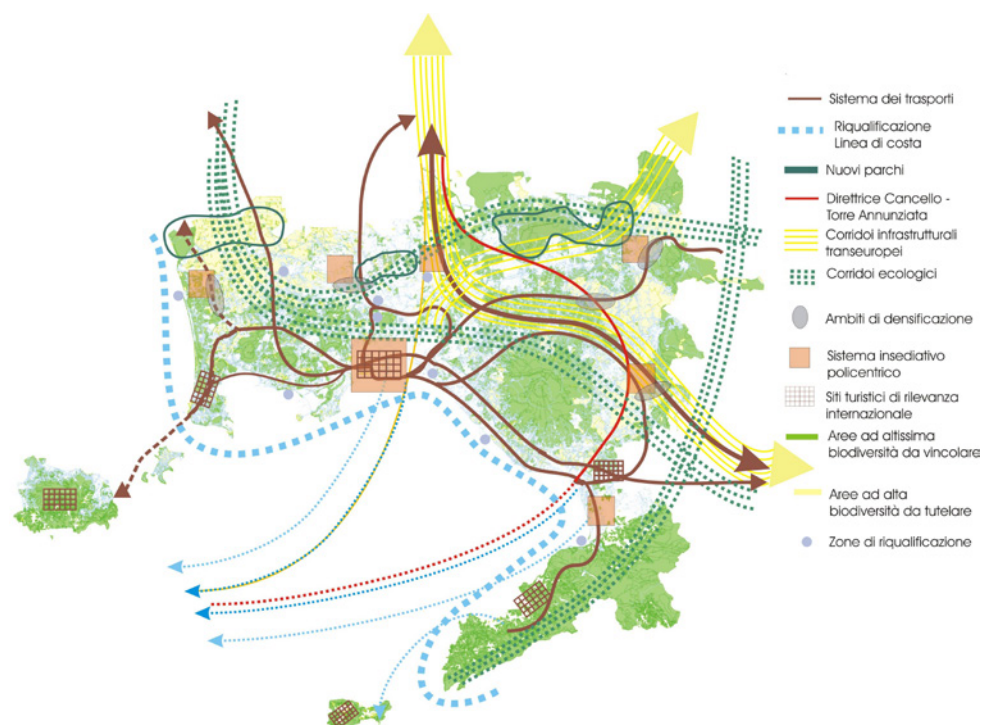 Sistema dei trasporti
Riqualificazione
Linea di costa
Nuovi parchi
Direttrice Cancello -
Torre Annunziata
Corridoi infrastrutturali
transeuropei
Corridoi ecologici
Ambiti di densificazione
Sistema insediativo
policentrico
Siti turistici di rilevanza
internazionale
Aree ad altissima
biodiversità da vincolare
Aree ad alta
biodiversità da tutelare
Zone di riqualificazione